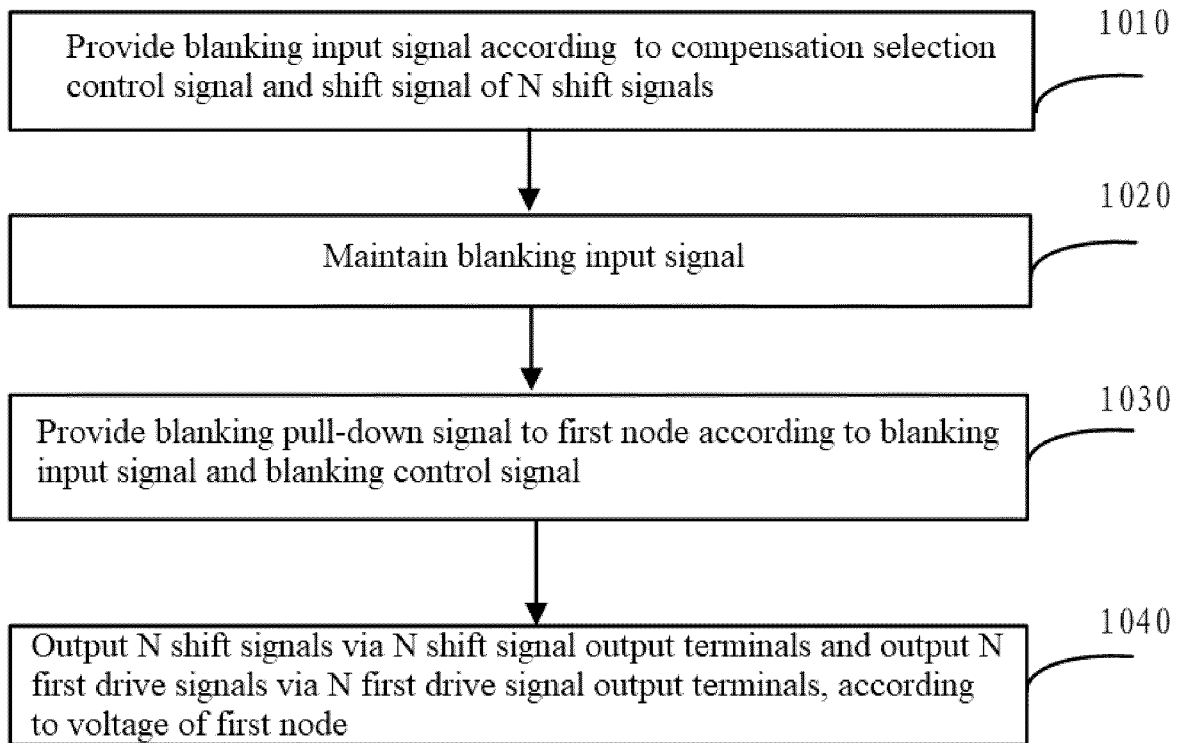 1010
Provide blanking input signal according to compensation selection
control signal and shift signal of N shift signals
1020
Maintain blanking input signal
1030
Provide blanking pull-down signal to first node according to blanking
input signal and blanking control signal
1040
Output N shift signals via N shift signal output terminals and output N
first drive signals via N first drive signal output terminals, according
to voltage of first node